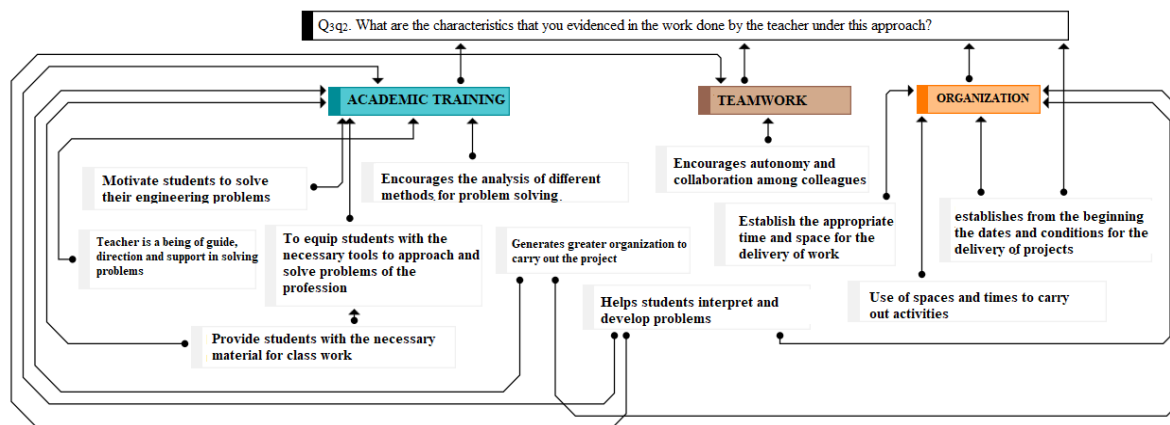 Q3q2. What are the characteristics that you evidenced in the work done by the teacher under this approach?
ACADEMIC TRAINING
TEAMWORK
ORGANIZATION
Motivate students to solve
their engineering problems
Encourages the analysis of different
methods for problem solving.
Encourages autonomy and
collaboration among colleagues
Teacher is a being of guide,
direction and support in solving
problems
To equip students with the
necessary tools to approach and
solve problems of the
profession
Generates greater organization to
carry out the project
Establish the appropriate
time and space for the
delivery of work
establishes from the beginning
the dates and conditions for the
delivery of projects
Provide students with the necessary
material for class work
Helps students interpret and
develop problems
Use of spaces and times to carry
out activities